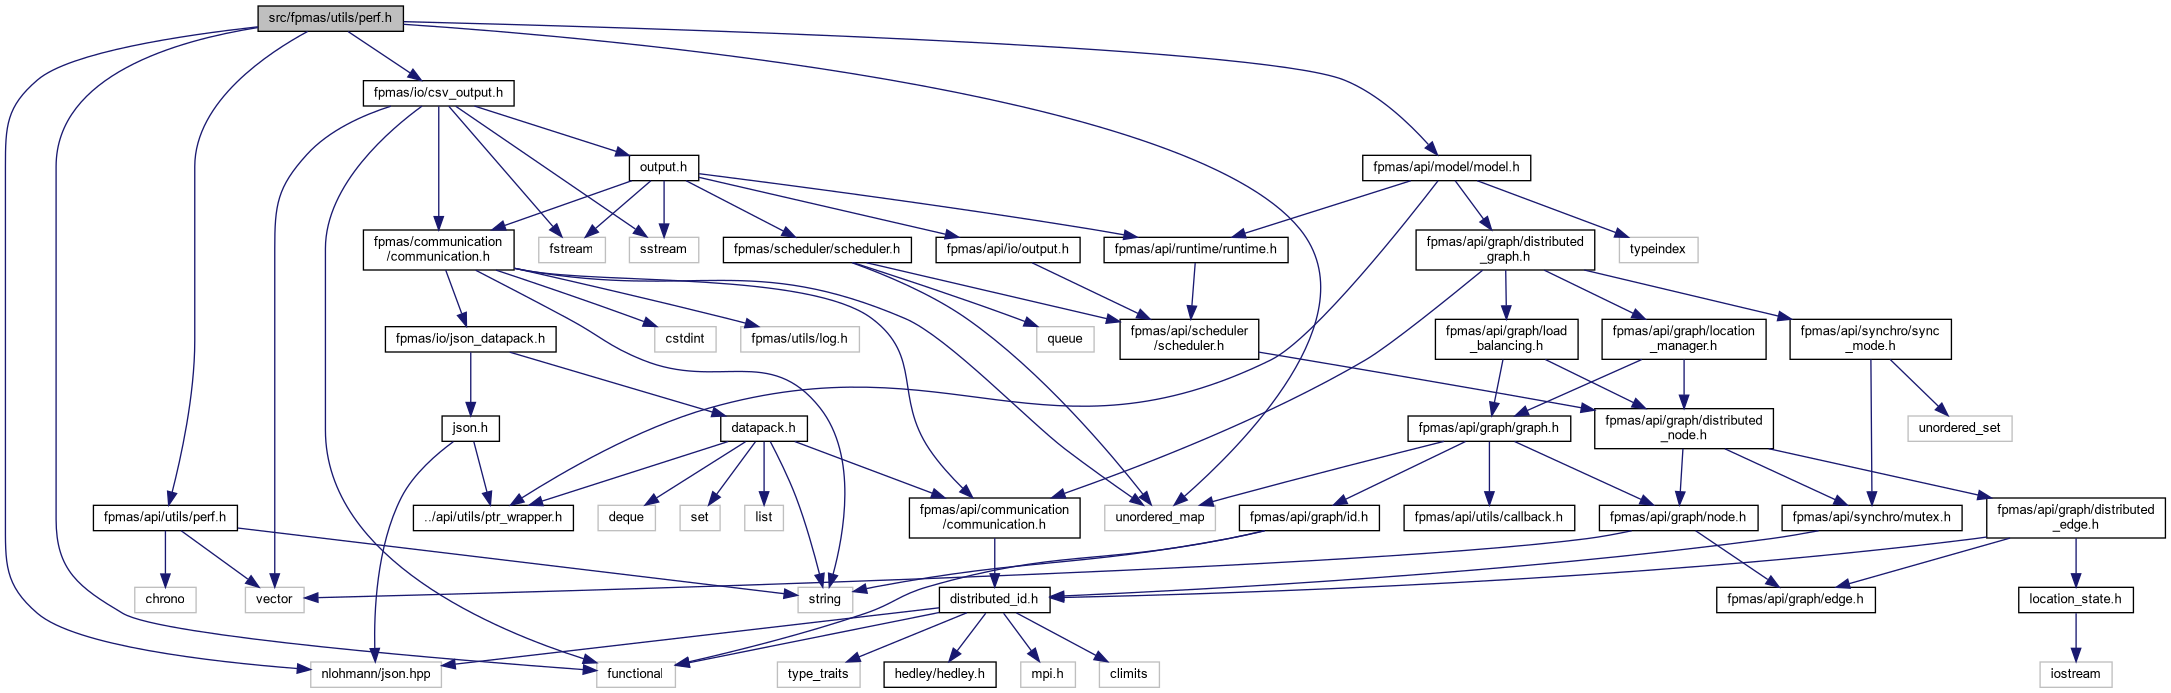 src/fpmas/utils/perf.h
fpmas/io/csv_output.h
output.h
fpmas/api/model/model.h
fpmas/communication
/communication.h
fstream
sstream
fpmas/scheduler/scheduler.h
fpmas/api/io/output.h
fpmas/api/runtime/runtime.h
fpmas/api/graph/distributed
_graph.h
typeindex
fpmas/io/json_datapack.h
cstdint
fpmas/utils/log.h
queue
fpmas/api/scheduler
/scheduler.h
fpmas/api/graph/load
_balancing.h
fpmas/api/graph/location
_manager.h
fpmas/api/synchro/sync
_mode.h
json.h
datapack.h
fpmas/api/graph/graph.h
fpmas/api/graph/distributed
_node.h
unordered_set
fpmas/api/utils/perf.h
../api/utils/ptr_wrapper.h
deque
set
list
fpmas/api/communication
/communication.h
unordered_map
fpmas/api/graph/id.h
fpmas/api/utils/callback.h
fpmas/api/graph/node.h
fpmas/api/synchro/mutex.h
fpmas/api/graph/distributed
_edge.h
chrono
vector
string
distributed_id.h
fpmas/api/graph/edge.h
location_state.h
nlohmann/json.hpp
functional
type_traits
hedley/hedley.h
mpi.h
climits
iostream